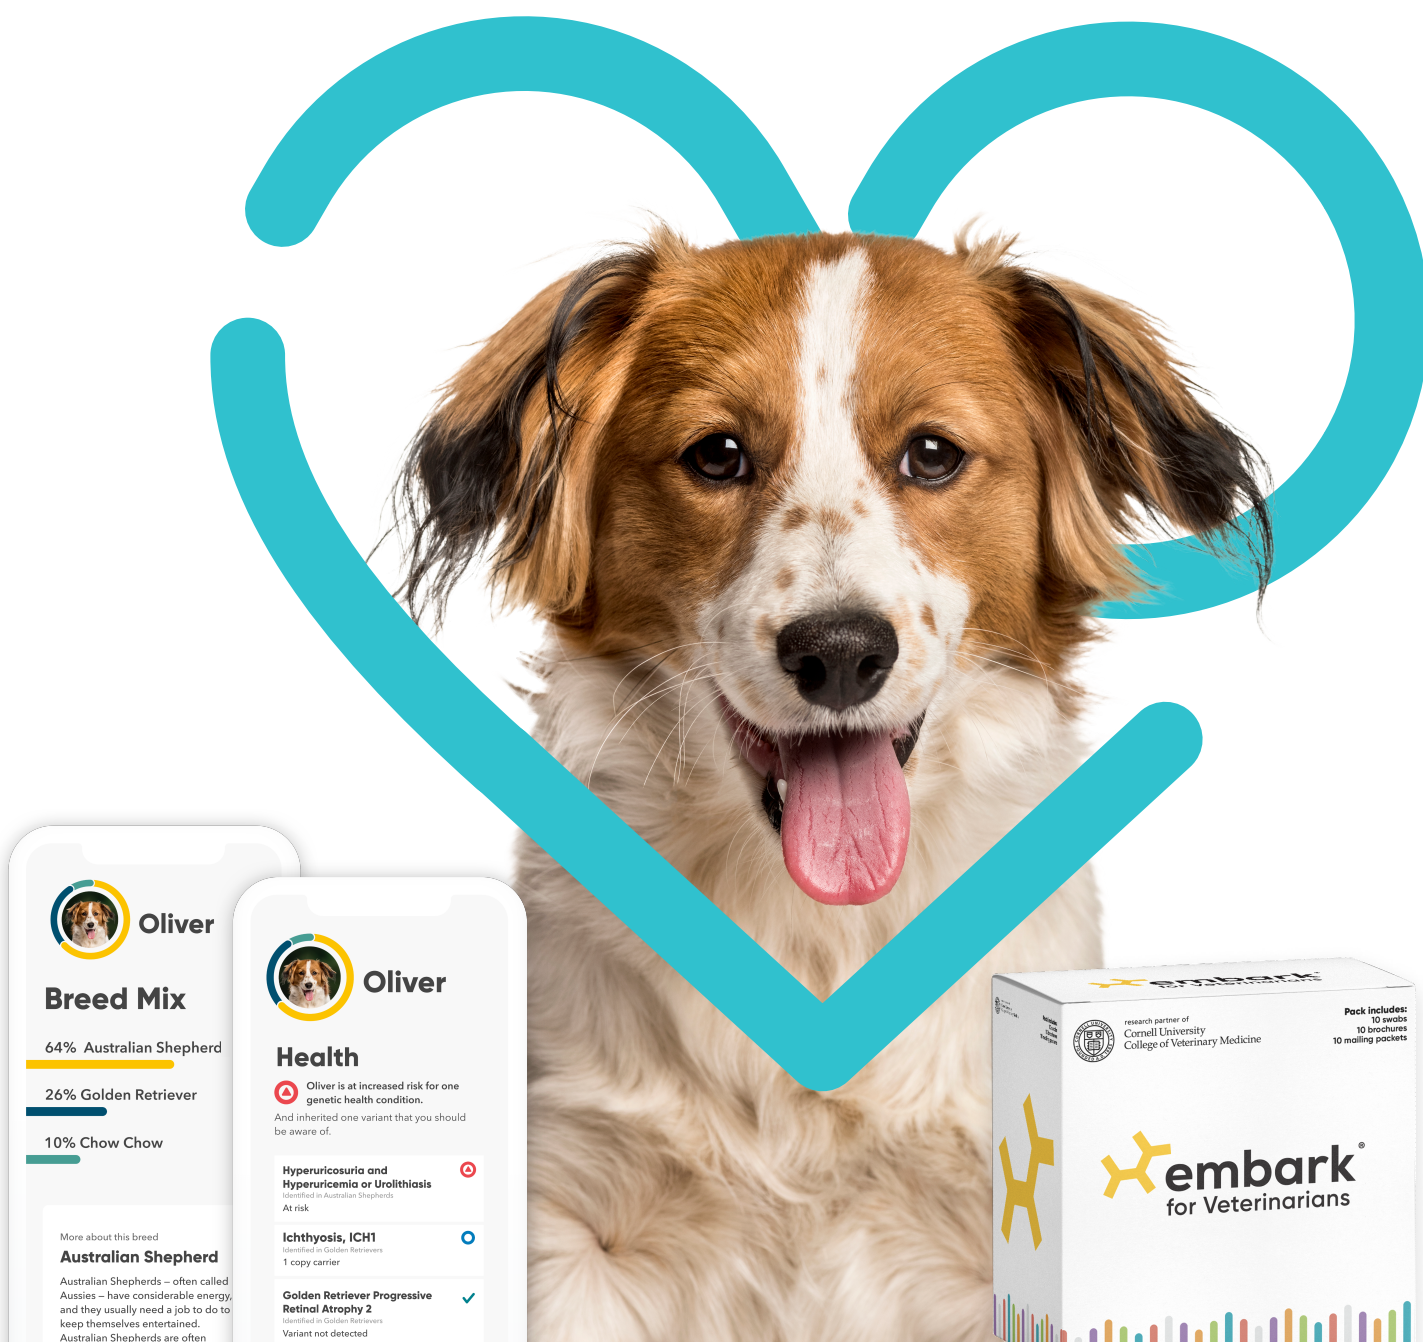 Oliver
Breed Mix
64% Australian Shepherd
26% Golden Retriever
10% Chow Chow
More about this breed
Australian Shepherd
Australian Shepherds – often called
Aussies – have considerable energy,
and they usually need a job to do to
keep themselves entertained.
Australian Shepherds are often
Oliver
Health
Oliver is at increased risk for one
genetic health condition.
And inherited one variant that you should
be aware of.
Hyperuricosuria and
Hyperuricemia or Urolithiasis
Identified in Australian Shepherds
At risk
Ichthyosis, ICH1
Identified in Golden Retrievers
1 copy carrier
Golden Retriever Progressive
Retinal Atrophy 2
Identified in Golden Retrievers
Variant not detected
embark
for Veterinarians
research partner of
Cornell University
College of Veterinary Medicine
Pack includes:
10 swabs
10 brochures
10 mailing packets
embark®
for Veterinarians